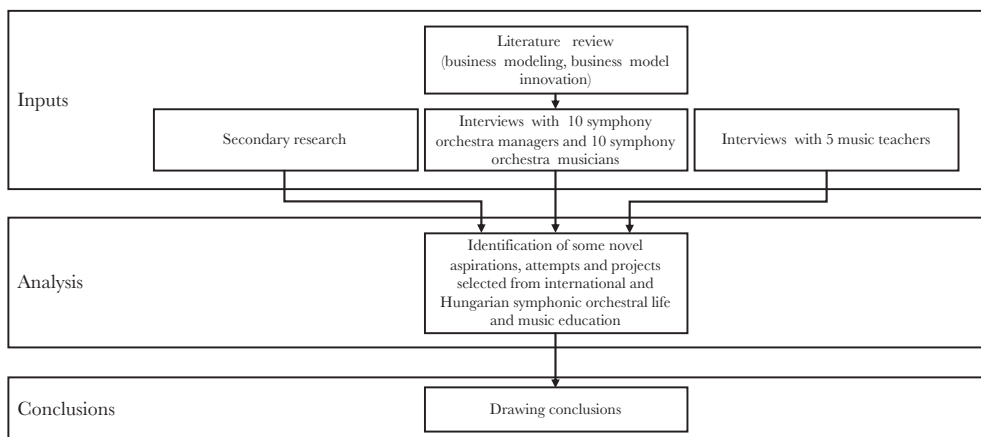 Literature review
(business modeling, business model
innovation)
Inputs
Secondary research
Interviews with 10 symphony
orchestra managers and 10 symphony
orchestra musicians
Interviews with 5 music teachers
Identification of some novel
aspirations, attempts and projects
selected from international and
Hungarian symphonic orchestral life
and music education
Analysis
Conclusions
Drawing conclusions